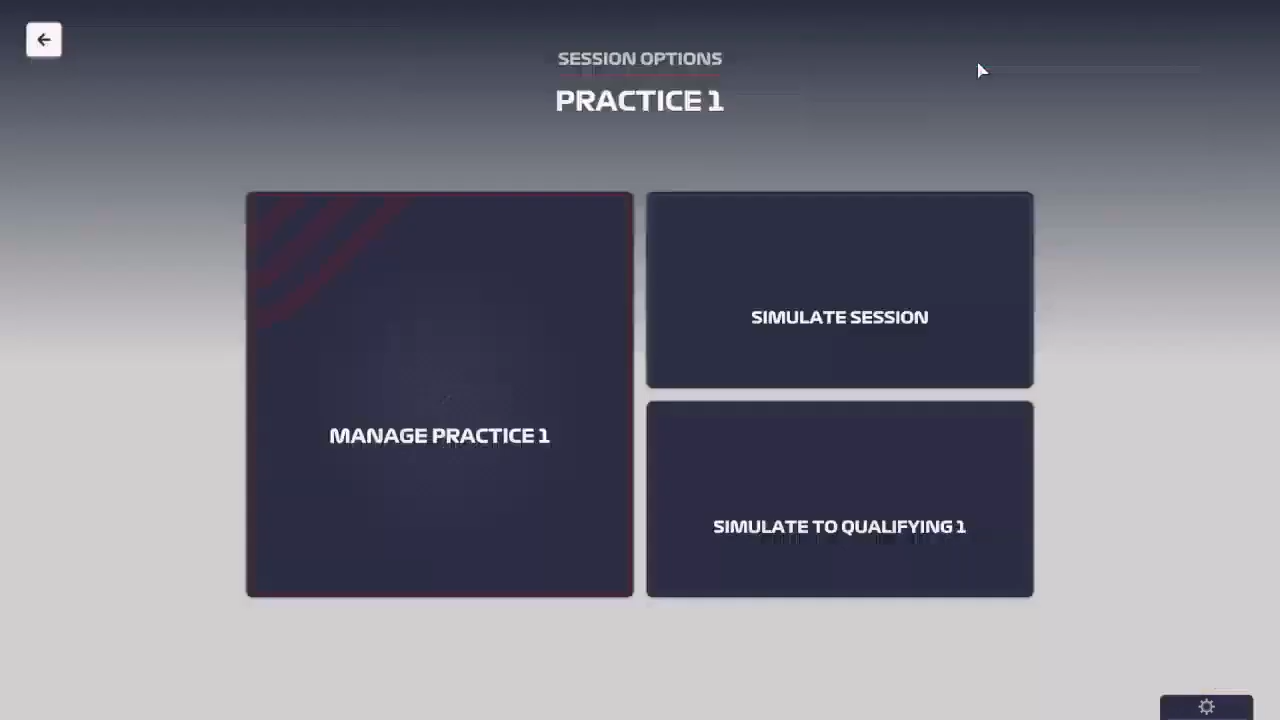 SESSION OPTIONS
PRACTICE 1
MANAGE PRACTICE 1
SIMULATE SESSION
SIMULATE TO QUALIFYING 1